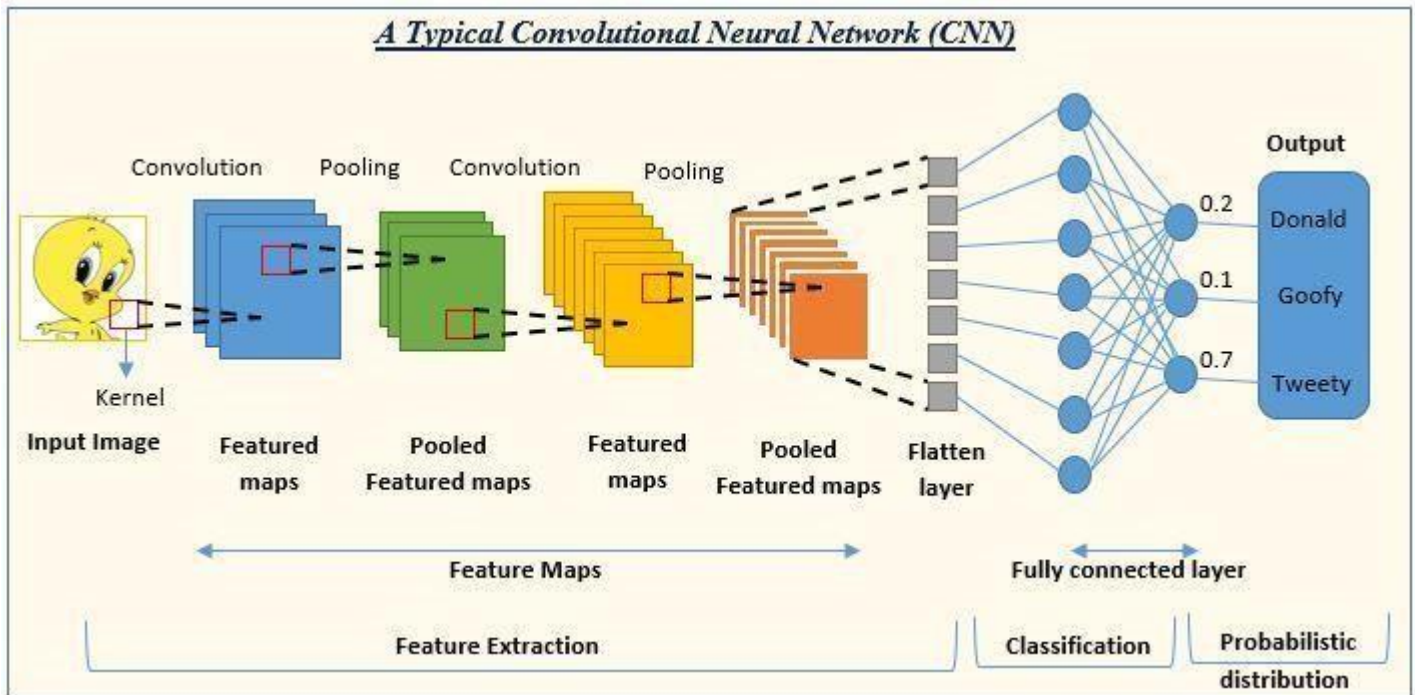 A Typical Convolutional Neural Network (CNN)
Convolution
Pooling
Convolution
Pooling
Kernel
Input Image
Featured
maps
Pooled
Featured maps
Featured
maps
Pooled
Featured maps
Flatten
layer
0.2
0.1
0.7
Output
Donald
Goofy
Tweety
Feature Maps
Fully connected layer
Feature Extraction
Classification
Probabilistic
distribution